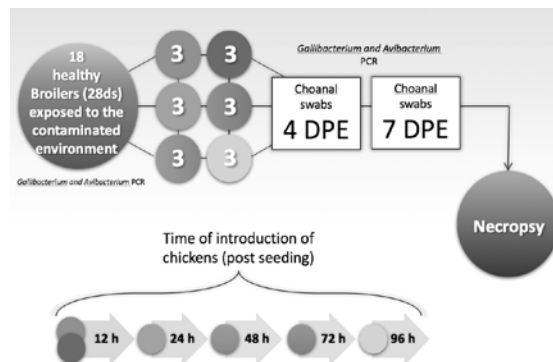 18
healthy
Broilers (28ds)
exposed to the
contaminated
environment
Gallibacterium and Avibacterium PCR
3 3
3 3
3 3
Gallibacterium and Avibacterium
PCR
Choanal
swabs
4 DPE
Choanal
swabs
7 DPE
Necropsy
Time of introduction of
chickens (post seeding)
12 h 24 h 48 h 72 h 96 h